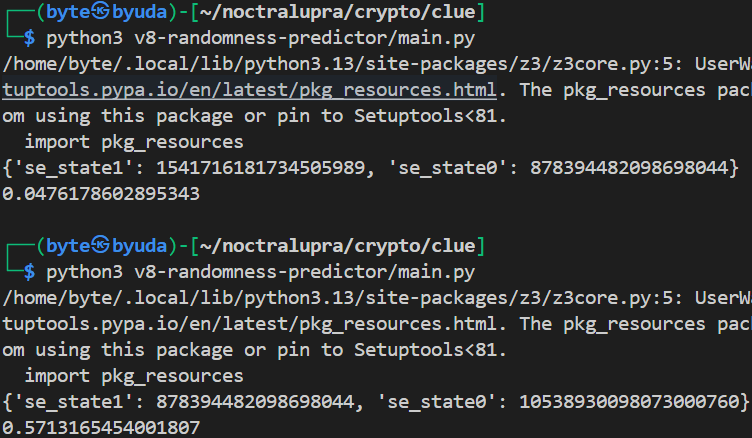 ┌──(byte㉿byuda)-[~/noctralupra/crypto/clue]
└─$ python3 v8-randomness-predictor/main.py
/home/byte/.local/lib/python3.13/site-packages/z3/z3core.py:5: UserWa
tuptools.pypa.io/en/latest/pkg_resources.html. The pkg_resources pac
om using this package or pin to Setuptools<81.
  import pkg_resources
{'se_state1': 1541716181734505989, 'se_state0': 878394482098698044}
0.0476178602895343
┌──(byte㉿byuda)-[~/noctralupra/crypto/clue]
└─$ python3 v8-randomness-predictor/main.py
/home/byte/.local/lib/python3.13/site-packages/z3/z3core.py:5: UserWa
tuptools.pypa.io/en/latest/pkg_resources.html. The pkg_resources pac
om using this package or pin to Setuptools<81.
  import pkg_resources
{'se_state1': 878394482098698044, 'se_state0': 10538930098073000760}
0.5713165454001807